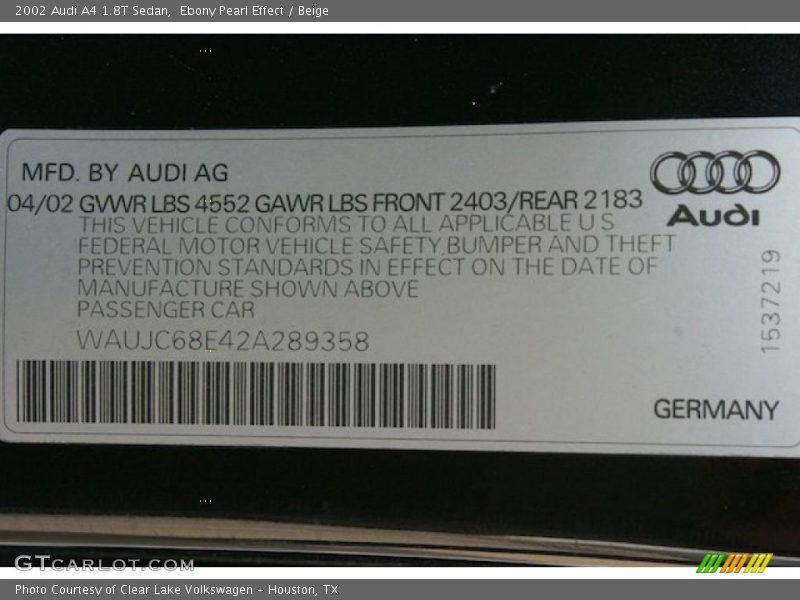 2002 Audi A4 1.8T Sedan,  Ebony Pearl Effect / Beige
MFD. BY AUDI AG
04/02 GVWR LBS 4552 GAWR LBS FRONT 2403/REAR 2183
THIS VEHICLE CONFORMS TO ALL APPLICABLE U S
FEDERAL MOTOR VEHICLE SAFETY,BUMPER AND THEFT
PREVENTION STANDARDS IN EFFECT ON THE DATE OF
MANUFACTURE SHOWN ABOVE
PASSENGER CAR
WAUJC68E42A289358
Audi
1537219
GERMANY
GTCARLOT.COM
Photo Courtesy of Clear Lake Volkswagen – Houston, TX